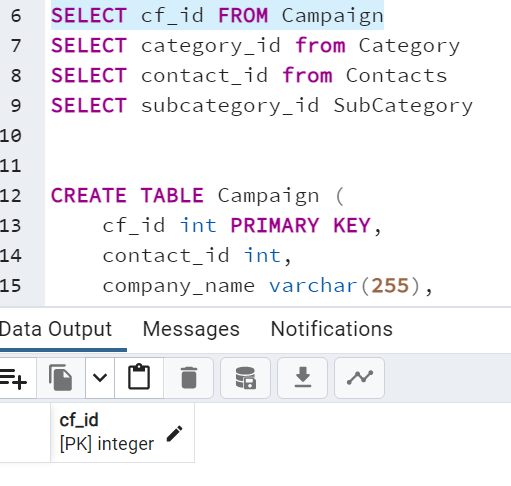 6 SELECT cf_id FROM Campaign
7 SELECT category_id from Category
8 SELECT contact_id from Contacts
9 SELECT subcategory_id SubCategory
10
11
12 CREATE TABLE Campaign (
13 cf_id int PRIMARY KEY,
14 contact_id int,
15 company_name varchar(255),
Data Output Messages Notifications
cf_id
[PK] integer